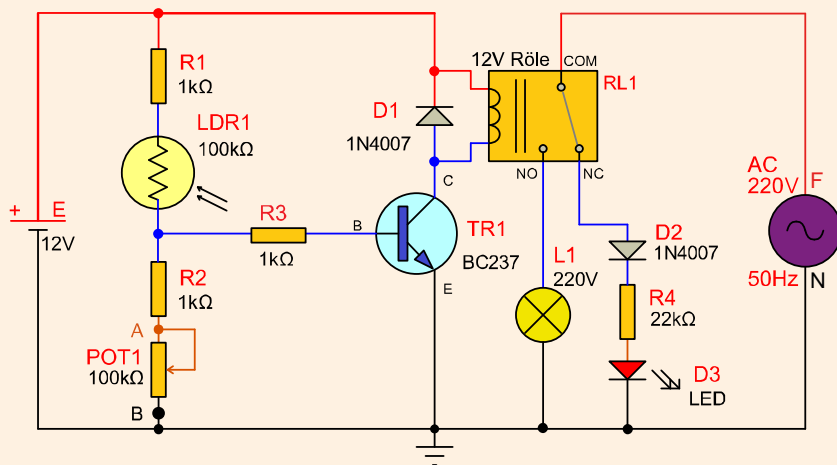 R1
1kΩ
LDR1
100kΩ
+ E
12V
R3
1kΩ
R2
1kΩ
A
POT1
100kΩ
B
D1
1N4007
C
B
TR1
BC237
E
12V Röle
COM
RL1
NO
NC
L1
220V
D2
1N4007
R4
22kΩ
D3
LED
AC
220V
F
50Hz
N